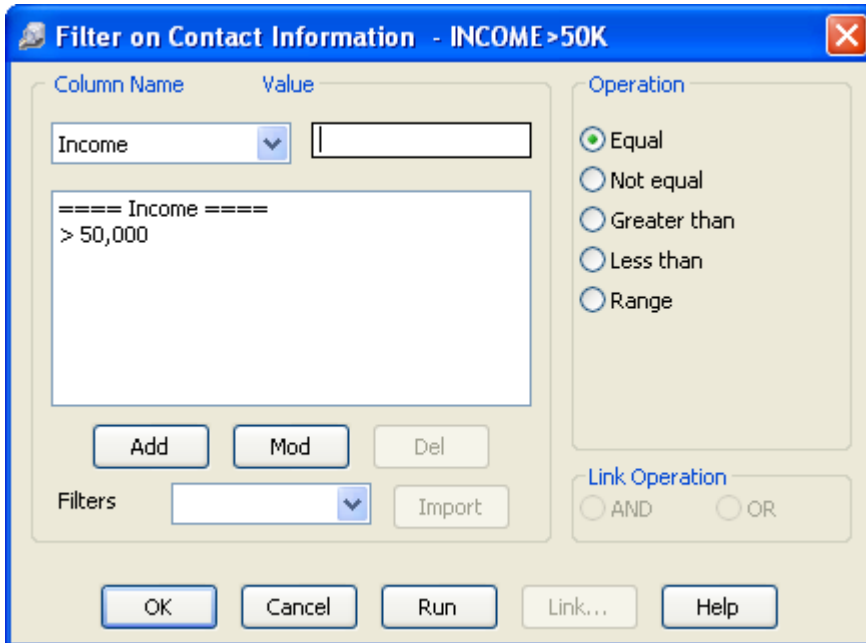 Filter on Contact Information - INCOME>50K
Column Name Value
Income
==== Income ====
> 50,000
Add Mod Del
Filters Import
Operation
Equal
Not equal
Greater than
Less than
Range
Link Operation
AND OR
OK Cancel Run Link... Help